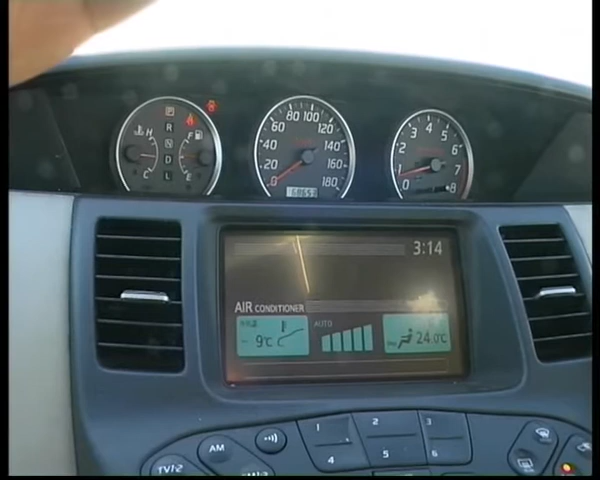 H
C
P
R
N
D
L
F
E
0 20 40 60 80 100 120 140 160 180
0 1 2 3 4 5 6 7 8
3:14
AIR CONDITIONER
9℃
AUTO
24.0℃
AM
TV/2
1 2 3
4 5 6